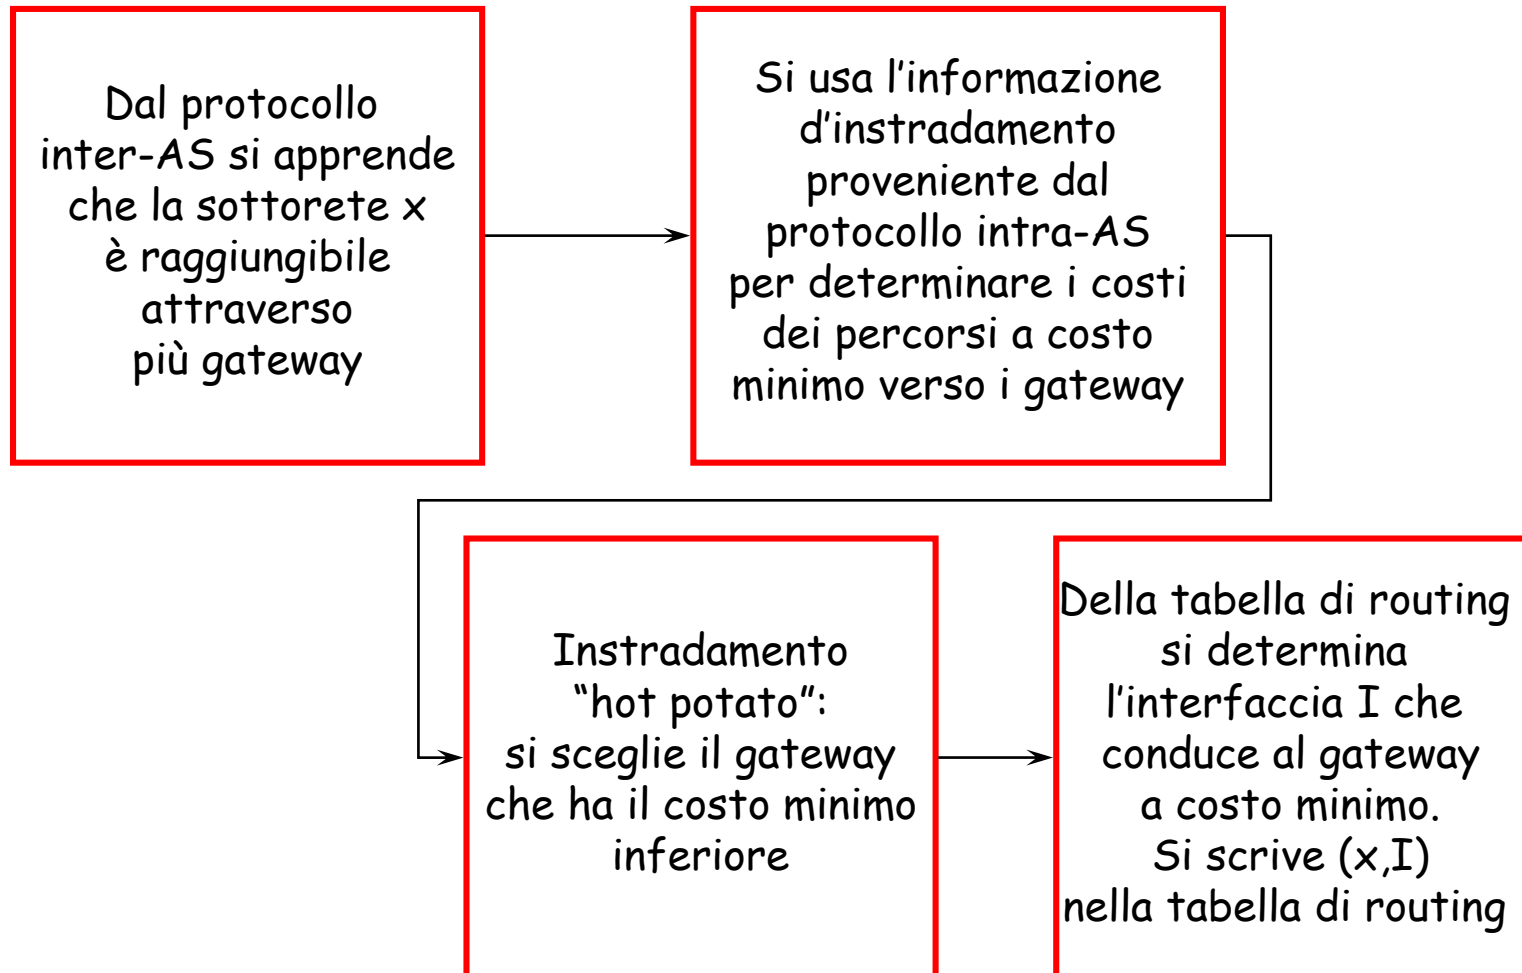 Dal protocollo
inter-AS si apprende
che la sottorete x
è raggiungibile
attraverso
più gateway
Si usa l’informazione
d’instradamento
proveniente dal
protocollo intra-AS
per determinare i costi
dei percorsi a costo
minimo verso i gateway
Instradamento
“hot potato”:
si sceglie il gateway
che ha il costo minimo
inferiore
Della tabella di routing
si determina
l’interfaccia I che
conduce al gateway
a costo minimo.
Si scrive (x,I)
nella tabella di routing